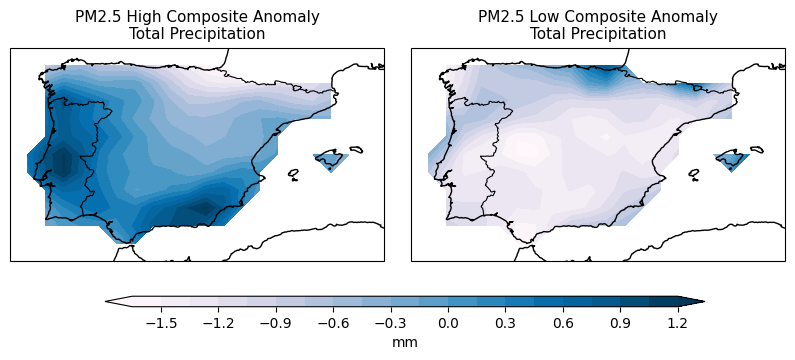 PM2.5 High Composite Anomaly
Total Precipitation
PM2.5 Low Composite Anomaly
Total Precipitation
−1.5 −1.2 −0.9 −0.6 −0.3 0.0 0.3 0.6 0.9 1.2
mm